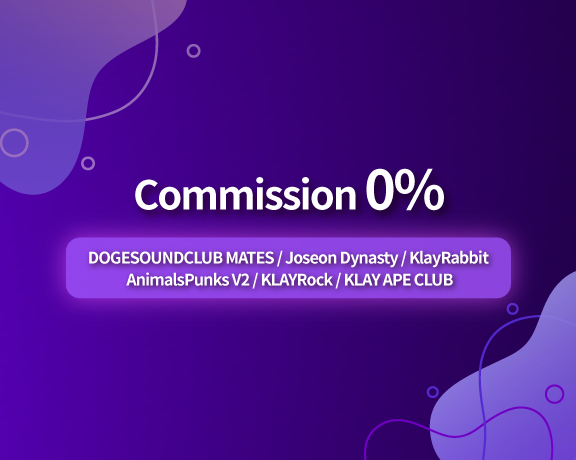 Commission 0%
DOGESOUNDCLUB MATES / Joseon Dynasty / KlayRabbit
AnimalsPunks V2 / KLAYRock / KLAY APE CLUB